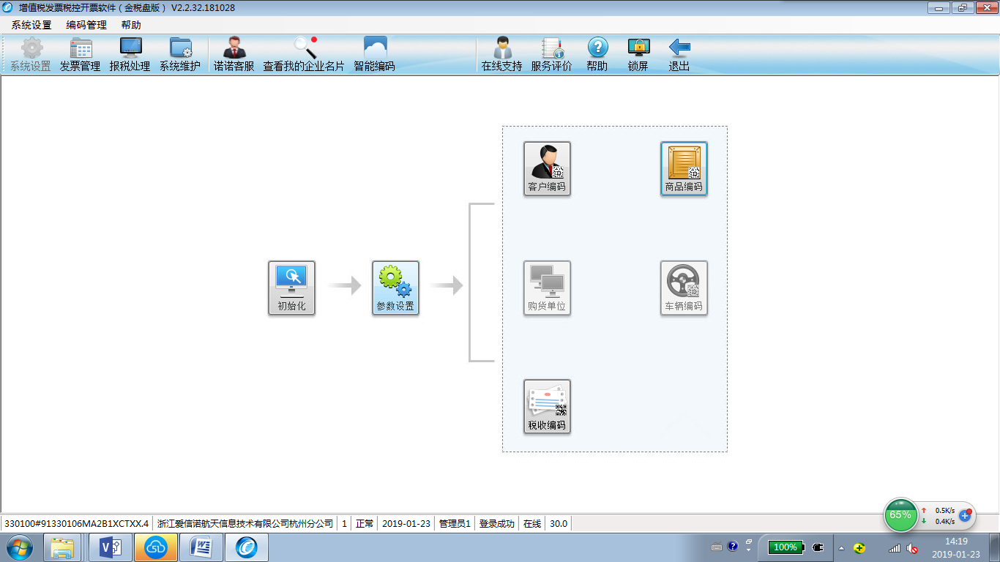 增值税发票税控开票软件（金税盘版） V2.2.32.181028
系统设置 编码管理 帮助
系统设置 发票管理 报税处理 系统维护 诺诺客服 查看我的企业名片 智能编码 在线支持 服务评价 帮助 锁屏 退出
客户编码 商品编码
初始化 参数设置 购货单位 车辆编码
税收编码
65% 0.5K/s
0.4K/s
330100#91330106MA2B1XCTXX.4 浙江爱信诺航天信息技术有限公司杭州分公司 1 正常 2019-01-23 管理员1 登录成功 在线 30.0
100% 14:19
2019-01-23